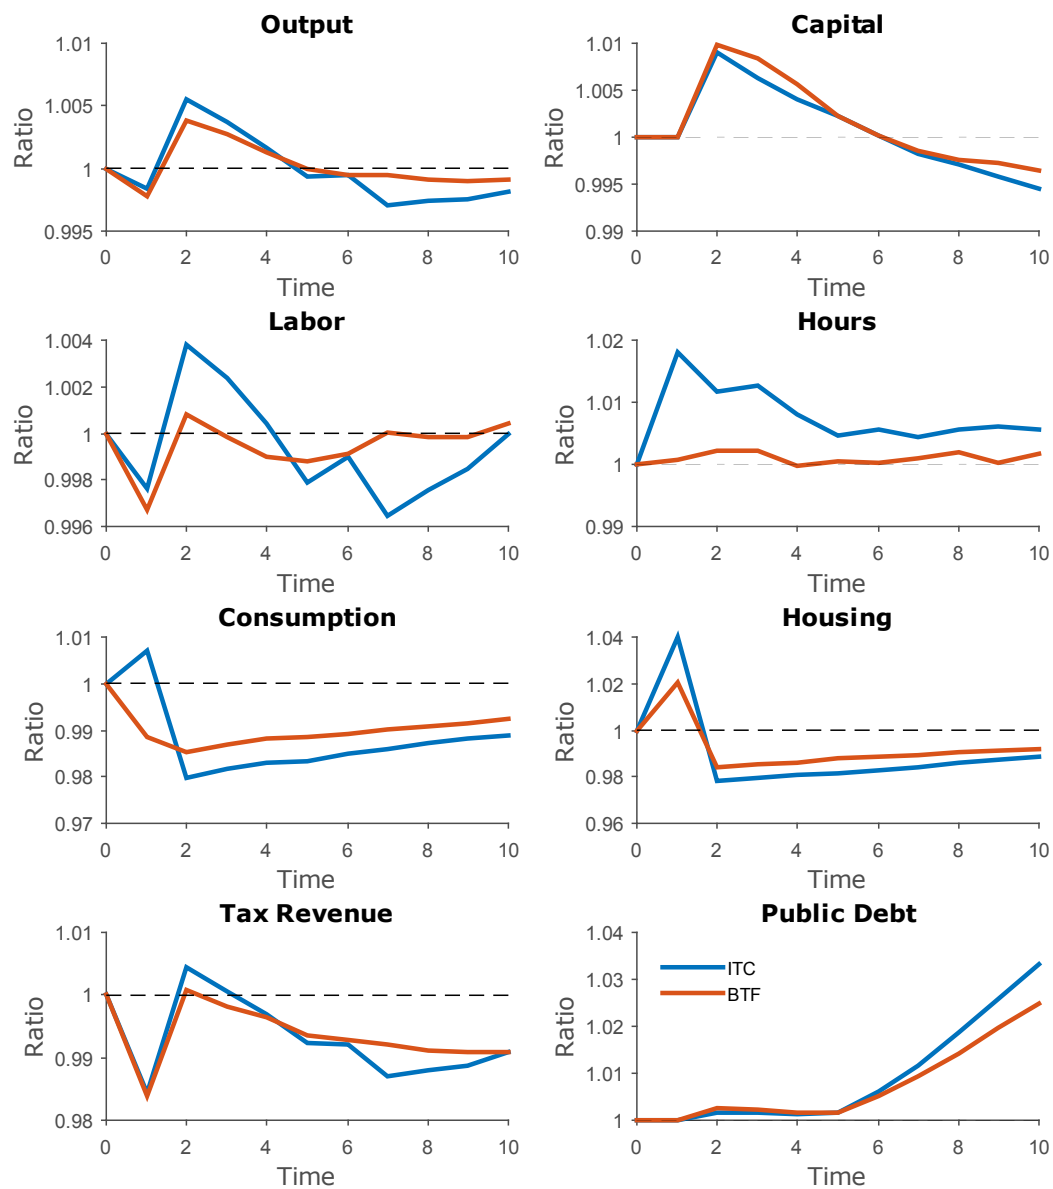 Output
Ratio
1.01
1.005
1
0.995
0 2 4 6 8 10
Time
Capital
Ratio
1.01
1.005
1
0.995
0.99
0 2 4 6 8 10
Time
Labor
Ratio
1.004
1.002
1
0.998
0.996
0 2 4 6 8 10
Time
Hours
Ratio
1.02
1.01
1
0.99
0 2 4 6 8 10
Time
Consumption
Ratio
1.01
1
0.99
0.98
0.97
0 2 4 6 8 10
Time
Housing
Ratio
1.04
1.02
1
0.98
0.96
0 2 4 6 8 10
Time
Tax Revenue
Ratio
1.01
1
0.99
0.98
0 2 4 6 8 10
Time
Public Debt
Ratio
1.04
1.03
1.02
1.01
1
ITC
BTF
0 2 4 6 8 10
Time